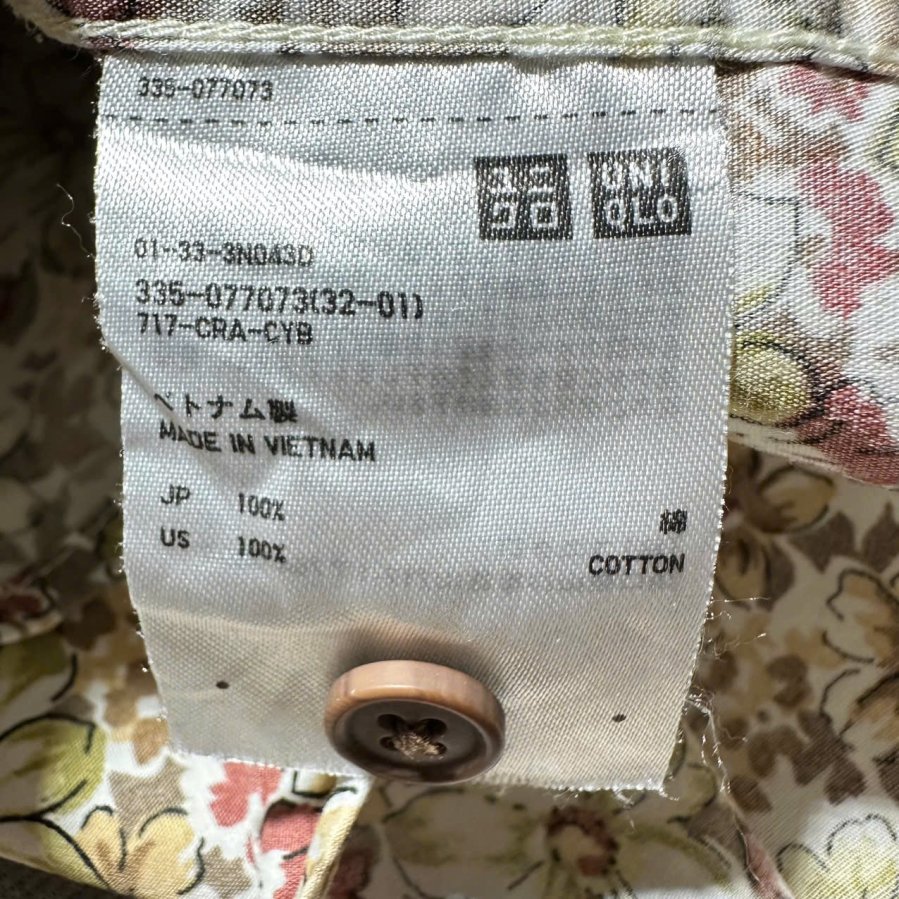 335-077073
ユニ UNI
クロ QLO
01-33-3N043D
335-077073(32-01)
717-CRA-CYB
ベトナム製
MADE IN VIETNAM
JP 100% 綿
US 100% COTTON